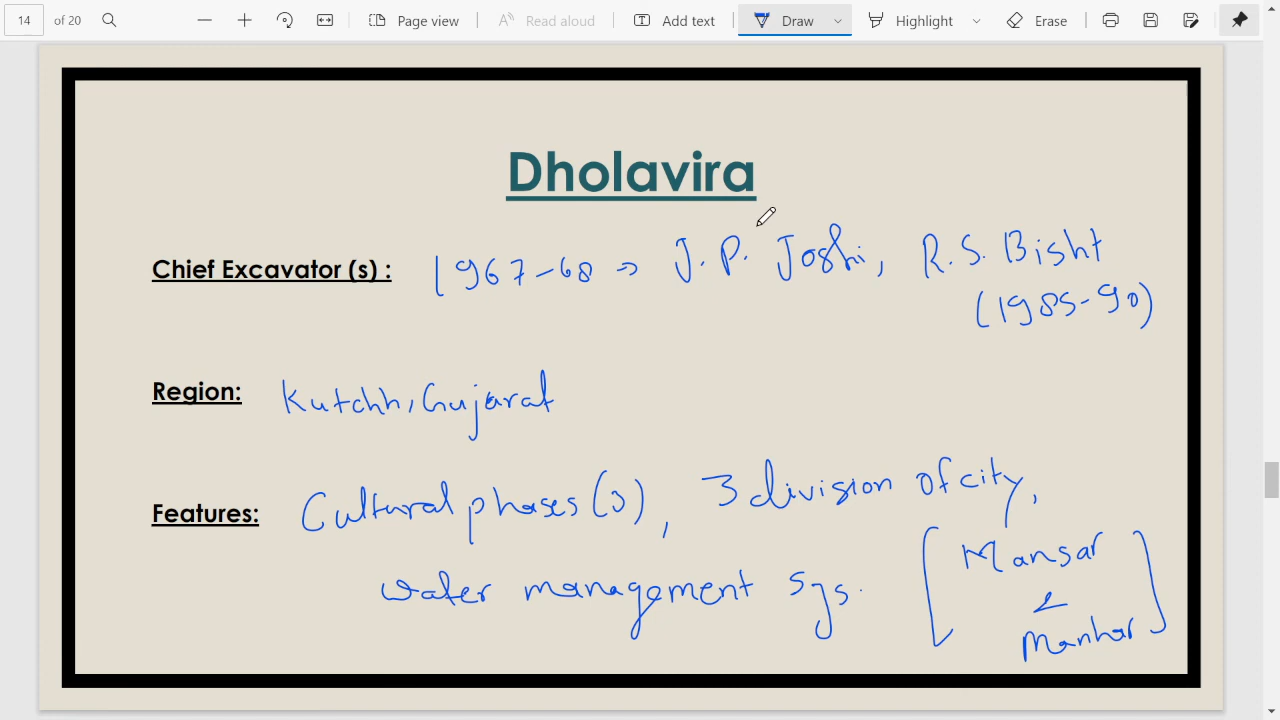 14 of 20 Page view Read aloud Add text Draw Highlight Erase
Dholavira
Chief Excavator (s) : 1967-68 → J. P. Joshi, R. S. Bisht
(1985-90)
Region: Kutchh, Gujarat
Features: Cultural phases (3), 3 division of city,
water management sys. [Mansar
&
Manhar]